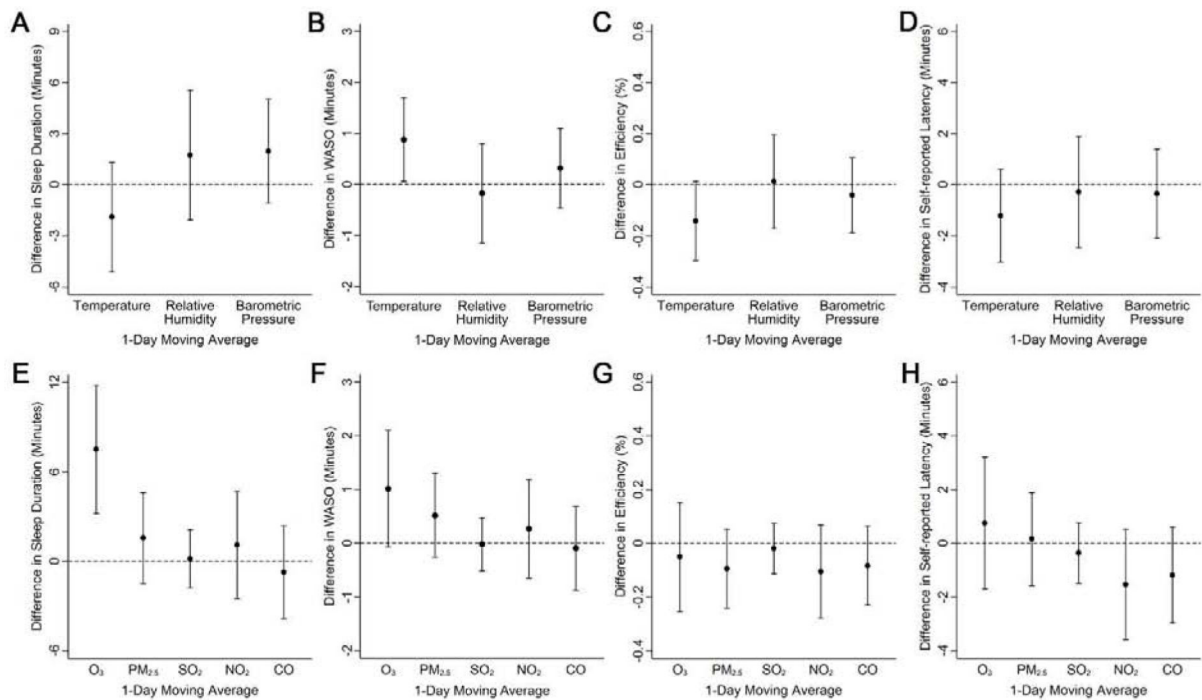 A
Difference in Sleep Duration (Minutes)
9
6
3
0
-3
-6
Temperature
Relative
Humidity
Barometric
Pressure
1-Day Moving Average
B
Difference in WASO (Minutes)
3
2
1
0
-1
-2
Temperature
Relative
Humidity
Barometric
Pressure
1-Day Moving Average
C
Difference in Efficiency (%)
0.6
0.4
0.2
0
-0.2
-0.4
Temperature
Relative
Humidity
Barometric
Pressure
1-Day Moving Average
D
Difference in Self-reported Latency (Minutes)
6
4
2
0
-2
-4
Temperature
Relative
Humidity
Barometric
Pressure
1-Day Moving Average
E
Difference in Sleep Duration (Minutes)
12
6
0
-6
O₃ PM₂.₅ SO₂ NO₂ CO
1-Day Moving Average
F
Difference in WASO (Minutes)
3
2
1
0
-1
-2
O₃ PM₂.₅ SO₂ NO₂ CO
1-Day Moving Average
G
Difference in Efficiency (%)
0.6
0.4
0.2
0
-0.2
-0.4
O₃ PM₂.₅ SO₂ NO₂ CO
1-Day Moving Average
H
Difference in Self-reported Latency (Minutes)
6
4
2
0
-2
-4
O₃ PM₂.₅ SO₂ NO₂ CO
1-Day Moving Average